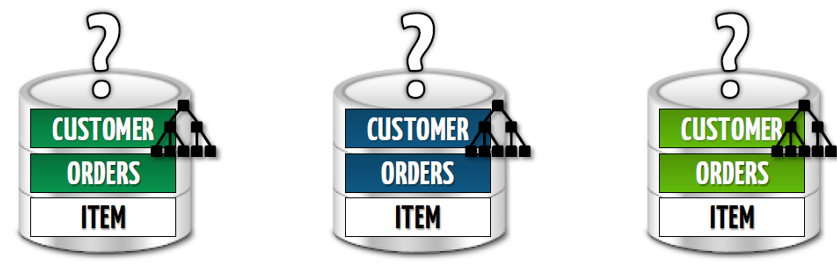 ? ? ?
CUSTOMER CUSTOMER CUSTOMER
ORDERS ORDERS ORDERS
ITEM ITEM ITEM